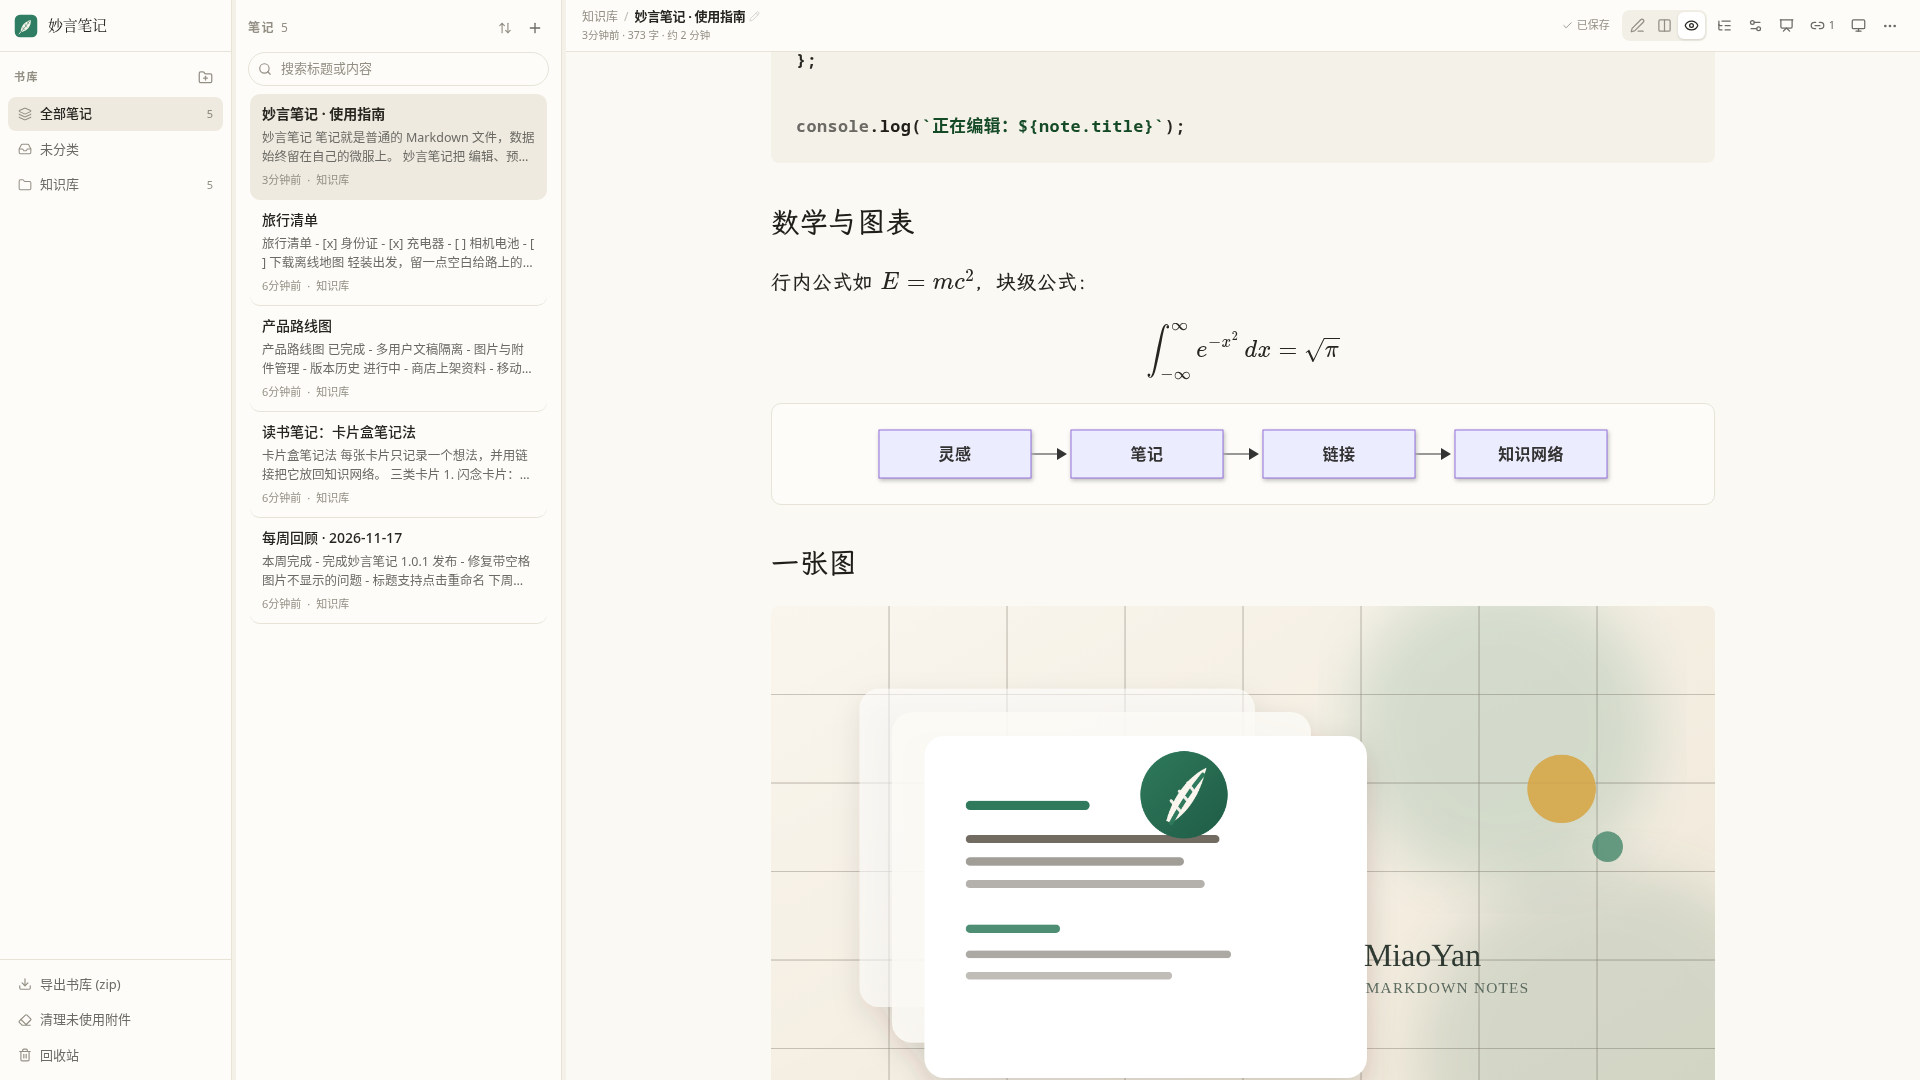 妙言笔记
书库
全部笔记 5
未分类
知识库 5
导出书库 (zip)
清理未使用附件
回收站
笔记 5
搜索标题或内容
妙言笔记 · 使用指南
妙言笔记 笔记就是普通的 Markdown 文件，数据
始终留在自己的微服上。 妙言笔记把 编辑、预...
3分钟前 · 知识库
旅行清单
旅行清单 - [x] 身份证 - [x] 充电器 - [ ] 相机电池 - [
] 下载离线地图 轻装出发，留一点空白给路上的...
6分钟前 · 知识库
产品路线图
产品路线图 已完成 - 多用户文稿隔离 - 图片与附
件管理 - 版本历史 进行中 - 商店上架资料 - 移动...
6分钟前 · 知识库
读书笔记：卡片盒笔记法
卡片盒笔记法 每张卡片只记录一个想法，并用链
接把它放回知识网络。 三类卡片 1. 闪念卡片：...
6分钟前 · 知识库
每周回顾 · 2026-11-17
本周完成 - 完成妙言笔记 1.0.1 发布 - 修复带空格
图片不显示的问题 - 标题支持点击重命名 下周...
6分钟前 · 知识库
知识库 / 妙言笔记 · 使用指南
3分钟前 · 373 字 · 约 2 分钟
已保存
1
};
console.log(`正在编辑：${note.title}`);
数学与图表
行内公式如 E = mc²，块级公式：
∫_{-∞}^{∞} e^{-x²} dx = √π
灵感
笔记
链接
知识网络
一张图
MiaoYan
MARKDOWN NOTES